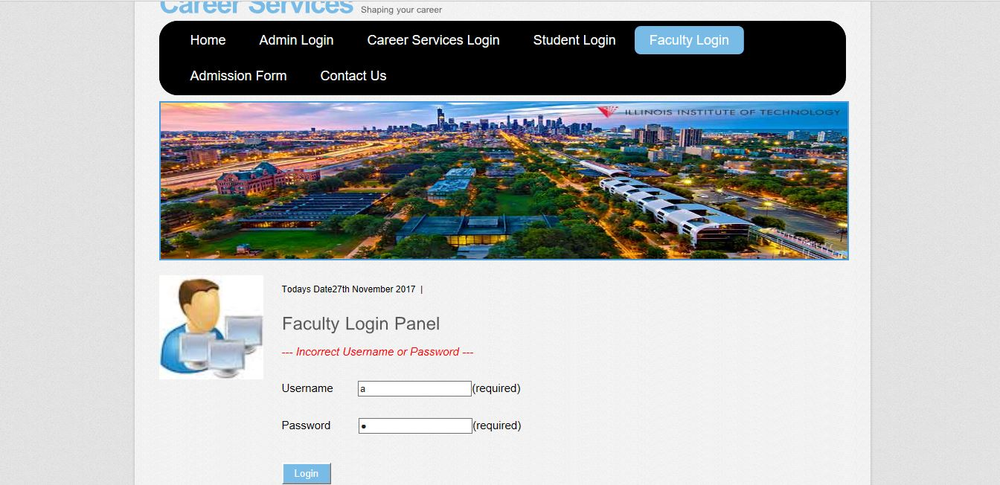 Career Services Shaping your career
Home Admin Login Career Services Login Student Login Faculty Login
Admission Form Contact Us
ILLINOIS INSTITUTE OF TECHNOLOGY
Todays Date27th November 2017 |
Faculty Login Panel
--- Incorrect Username or Password ---
Username a (required)
Password ● (required)
Login